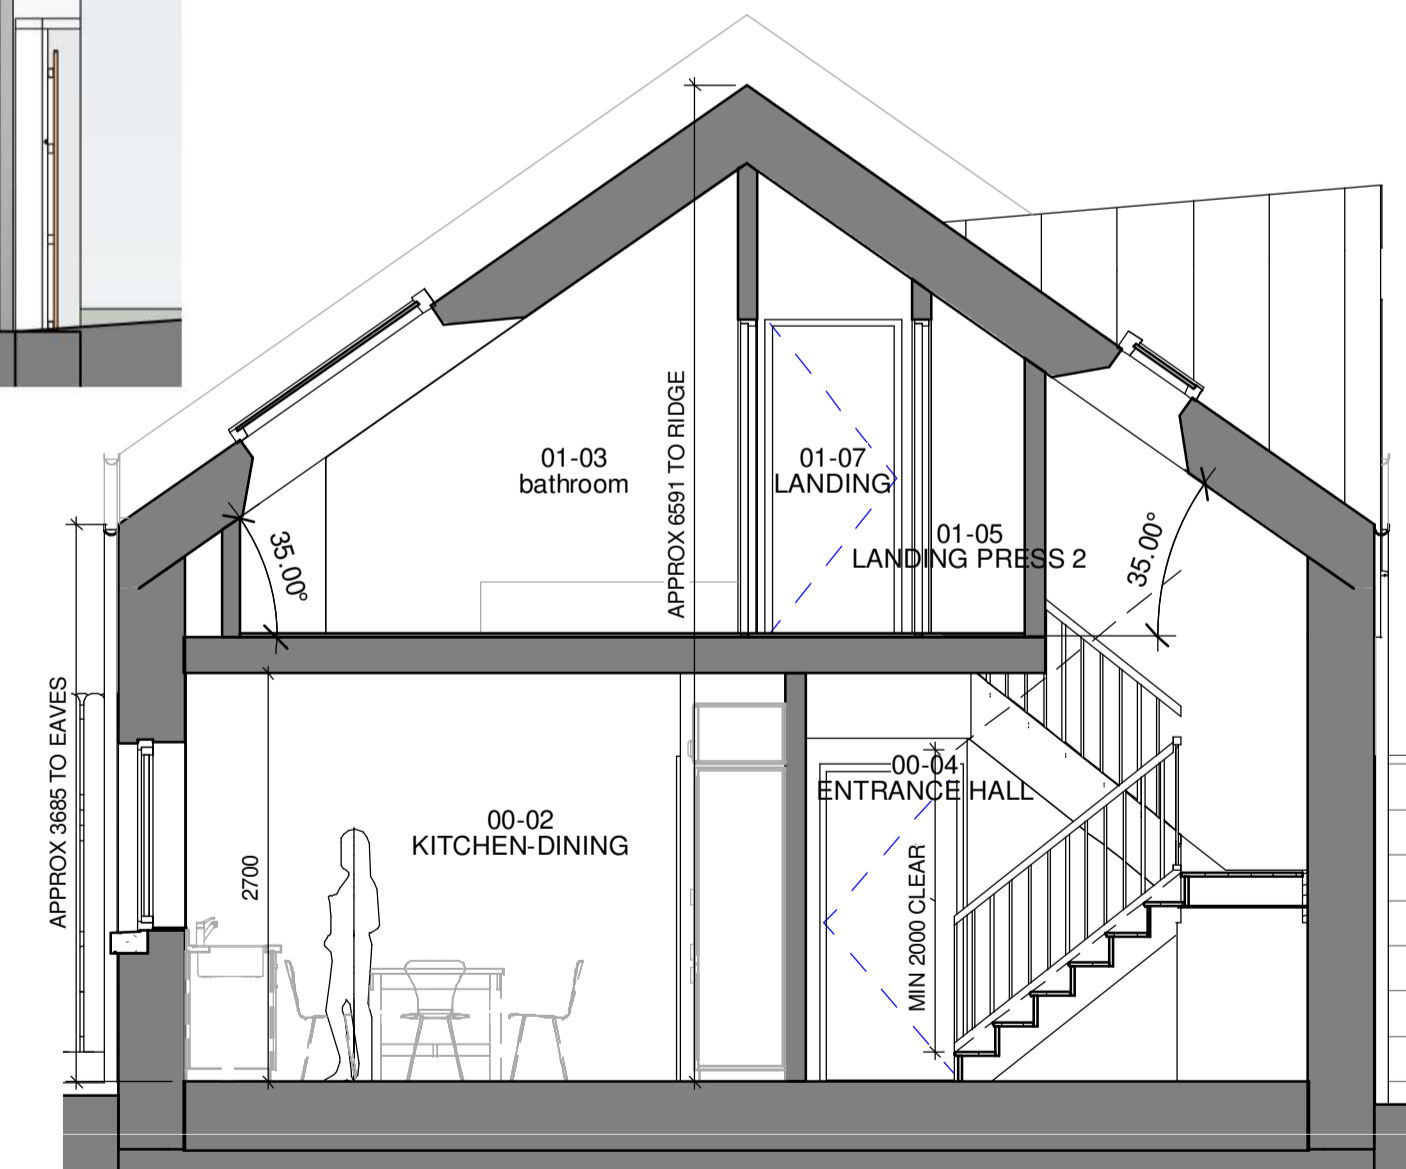 APPROX 6591 TO RIDGE
01-03
bathroom
01-07
LANDING
01-05
LANDING PRESS 2
35.00°
35.00°
APPROX 3685 TO EAVES
2700
00-02
KITCHEN-DINING
00-04
ENTRANCE HALL
MIN 2000 CLEAR